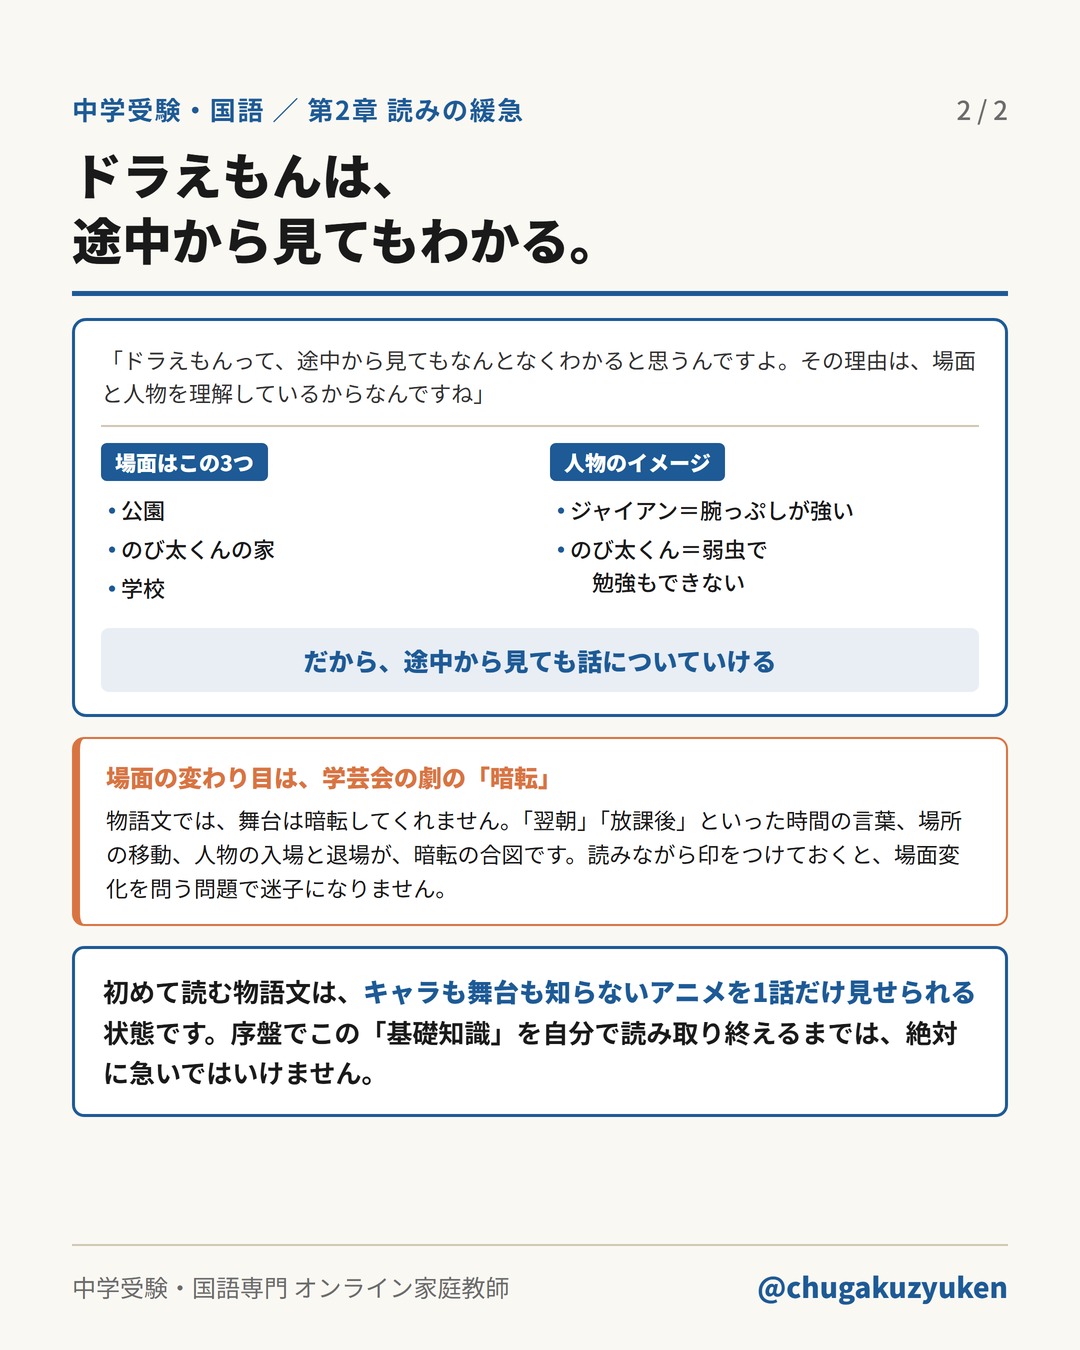 中学受験・国語 ／ 第2章 読みの緩急
2 / 2
ドラえもんは、
途中から見てもわかる。
「ドラえもんって、途中から見てもなんとなくわかると思うんですよ。その理由は、場面
と人物を理解しているからなんですね」
場面はこの3つ
・公園
・のび太くんの家
・学校
人物のイメージ
・ジャイアン＝腕っぷしが強い
・のび太くん＝弱虫で
勉強もできない
だから、途中から見ても話についていける
場面の変わり目は、学芸会の劇の「暗転」
物語文では、舞台は暗転してくれません。「翌朝」「放課後」といった時間の言葉、場所
の移動、人物の入場と退場が、暗転の合図です。読みながら印をつけておくと、場面変
化を問う問題で迷子になりません。
初めて読む物語文は、キャラも舞台も知らないアニメを1話だけ見せられる
状態です。序盤でこの「基礎知識」を自分で読み取り終えるまでは、絶対
に急いではいけません。
中学受験・国語専門 オンライン家庭教師
@chugakuzyuken